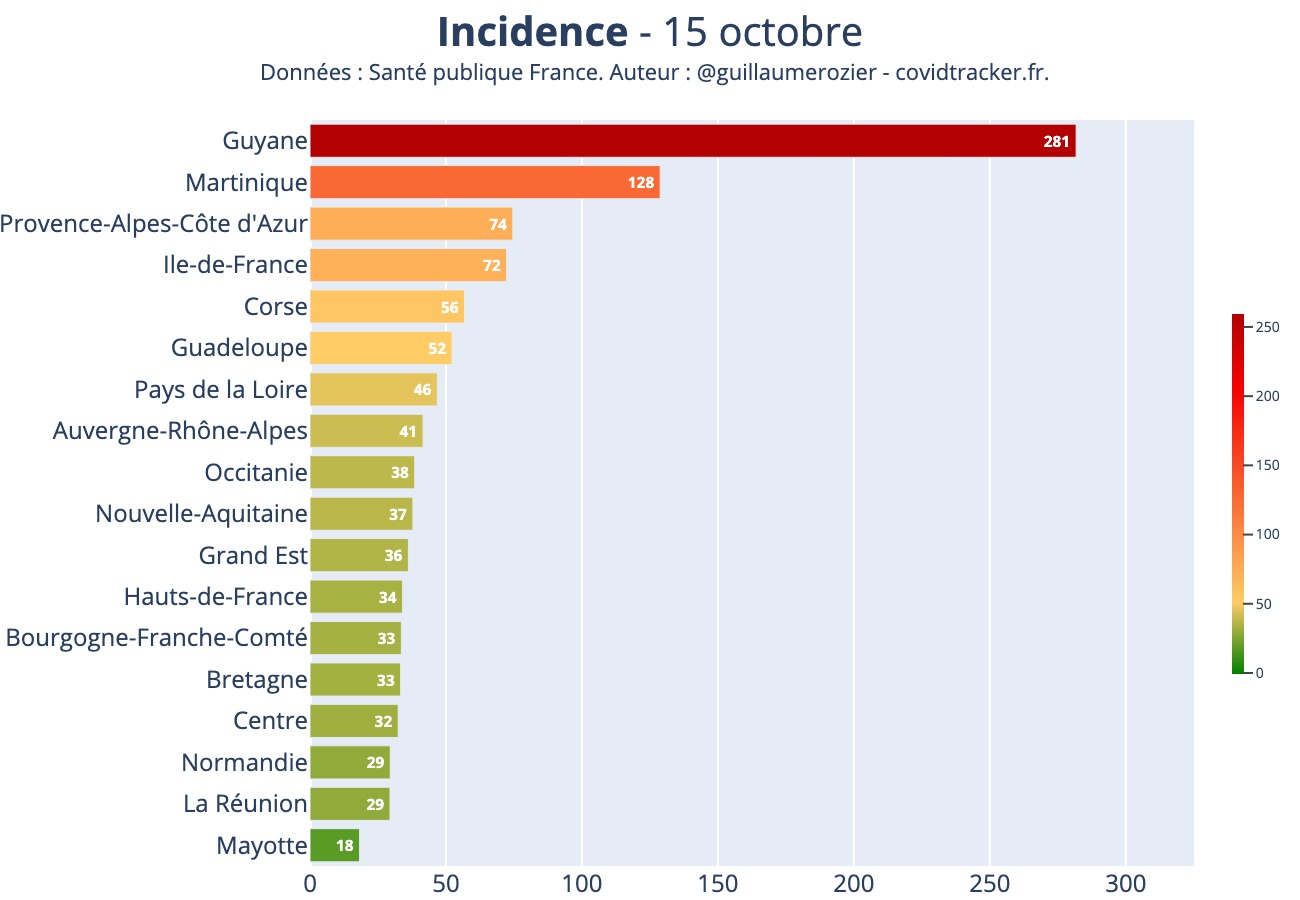 Incidence - 15 octobre
Données : Santé publique France. Auteur : @guillaumerozier - covidtracker.fr.
Guyane 281
Martinique 128
Provence-Alpes-Côte d'Azur 74
Ile-de-France 72
Corse 56
Guadeloupe 52
Pays de la Loire 46
Auvergne-Rhône-Alpes 41
Occitanie 38
Nouvelle-Aquitaine 37
Grand Est 36
Hauts-de-France 34
Bourgogne-Franche-Comté 33
Bretagne 33
Centre 32
Normandie 29
La Réunion 29
Mayotte 18
0 50 100 150 200 250 300
250
200
150
100
50
0